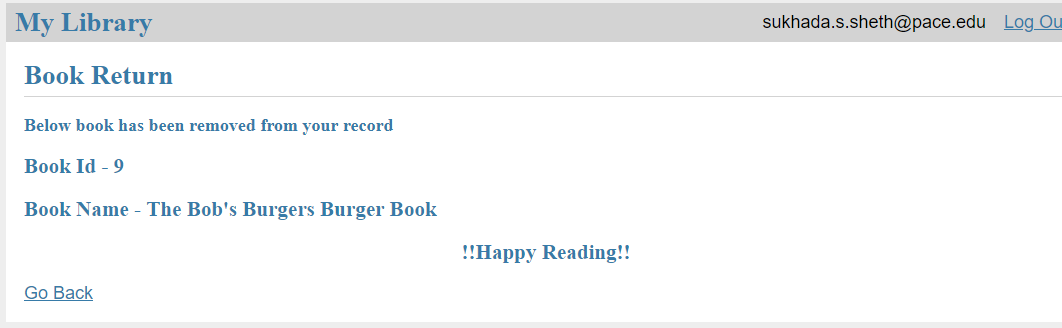 My Library sukhada.s.sheth@pace.edu Log Ou
Book Return
Below book has been removed from your record
Book Id - 9
Book Name - The Bob's Burgers Burger Book
!!Happy Reading!!
Go Back